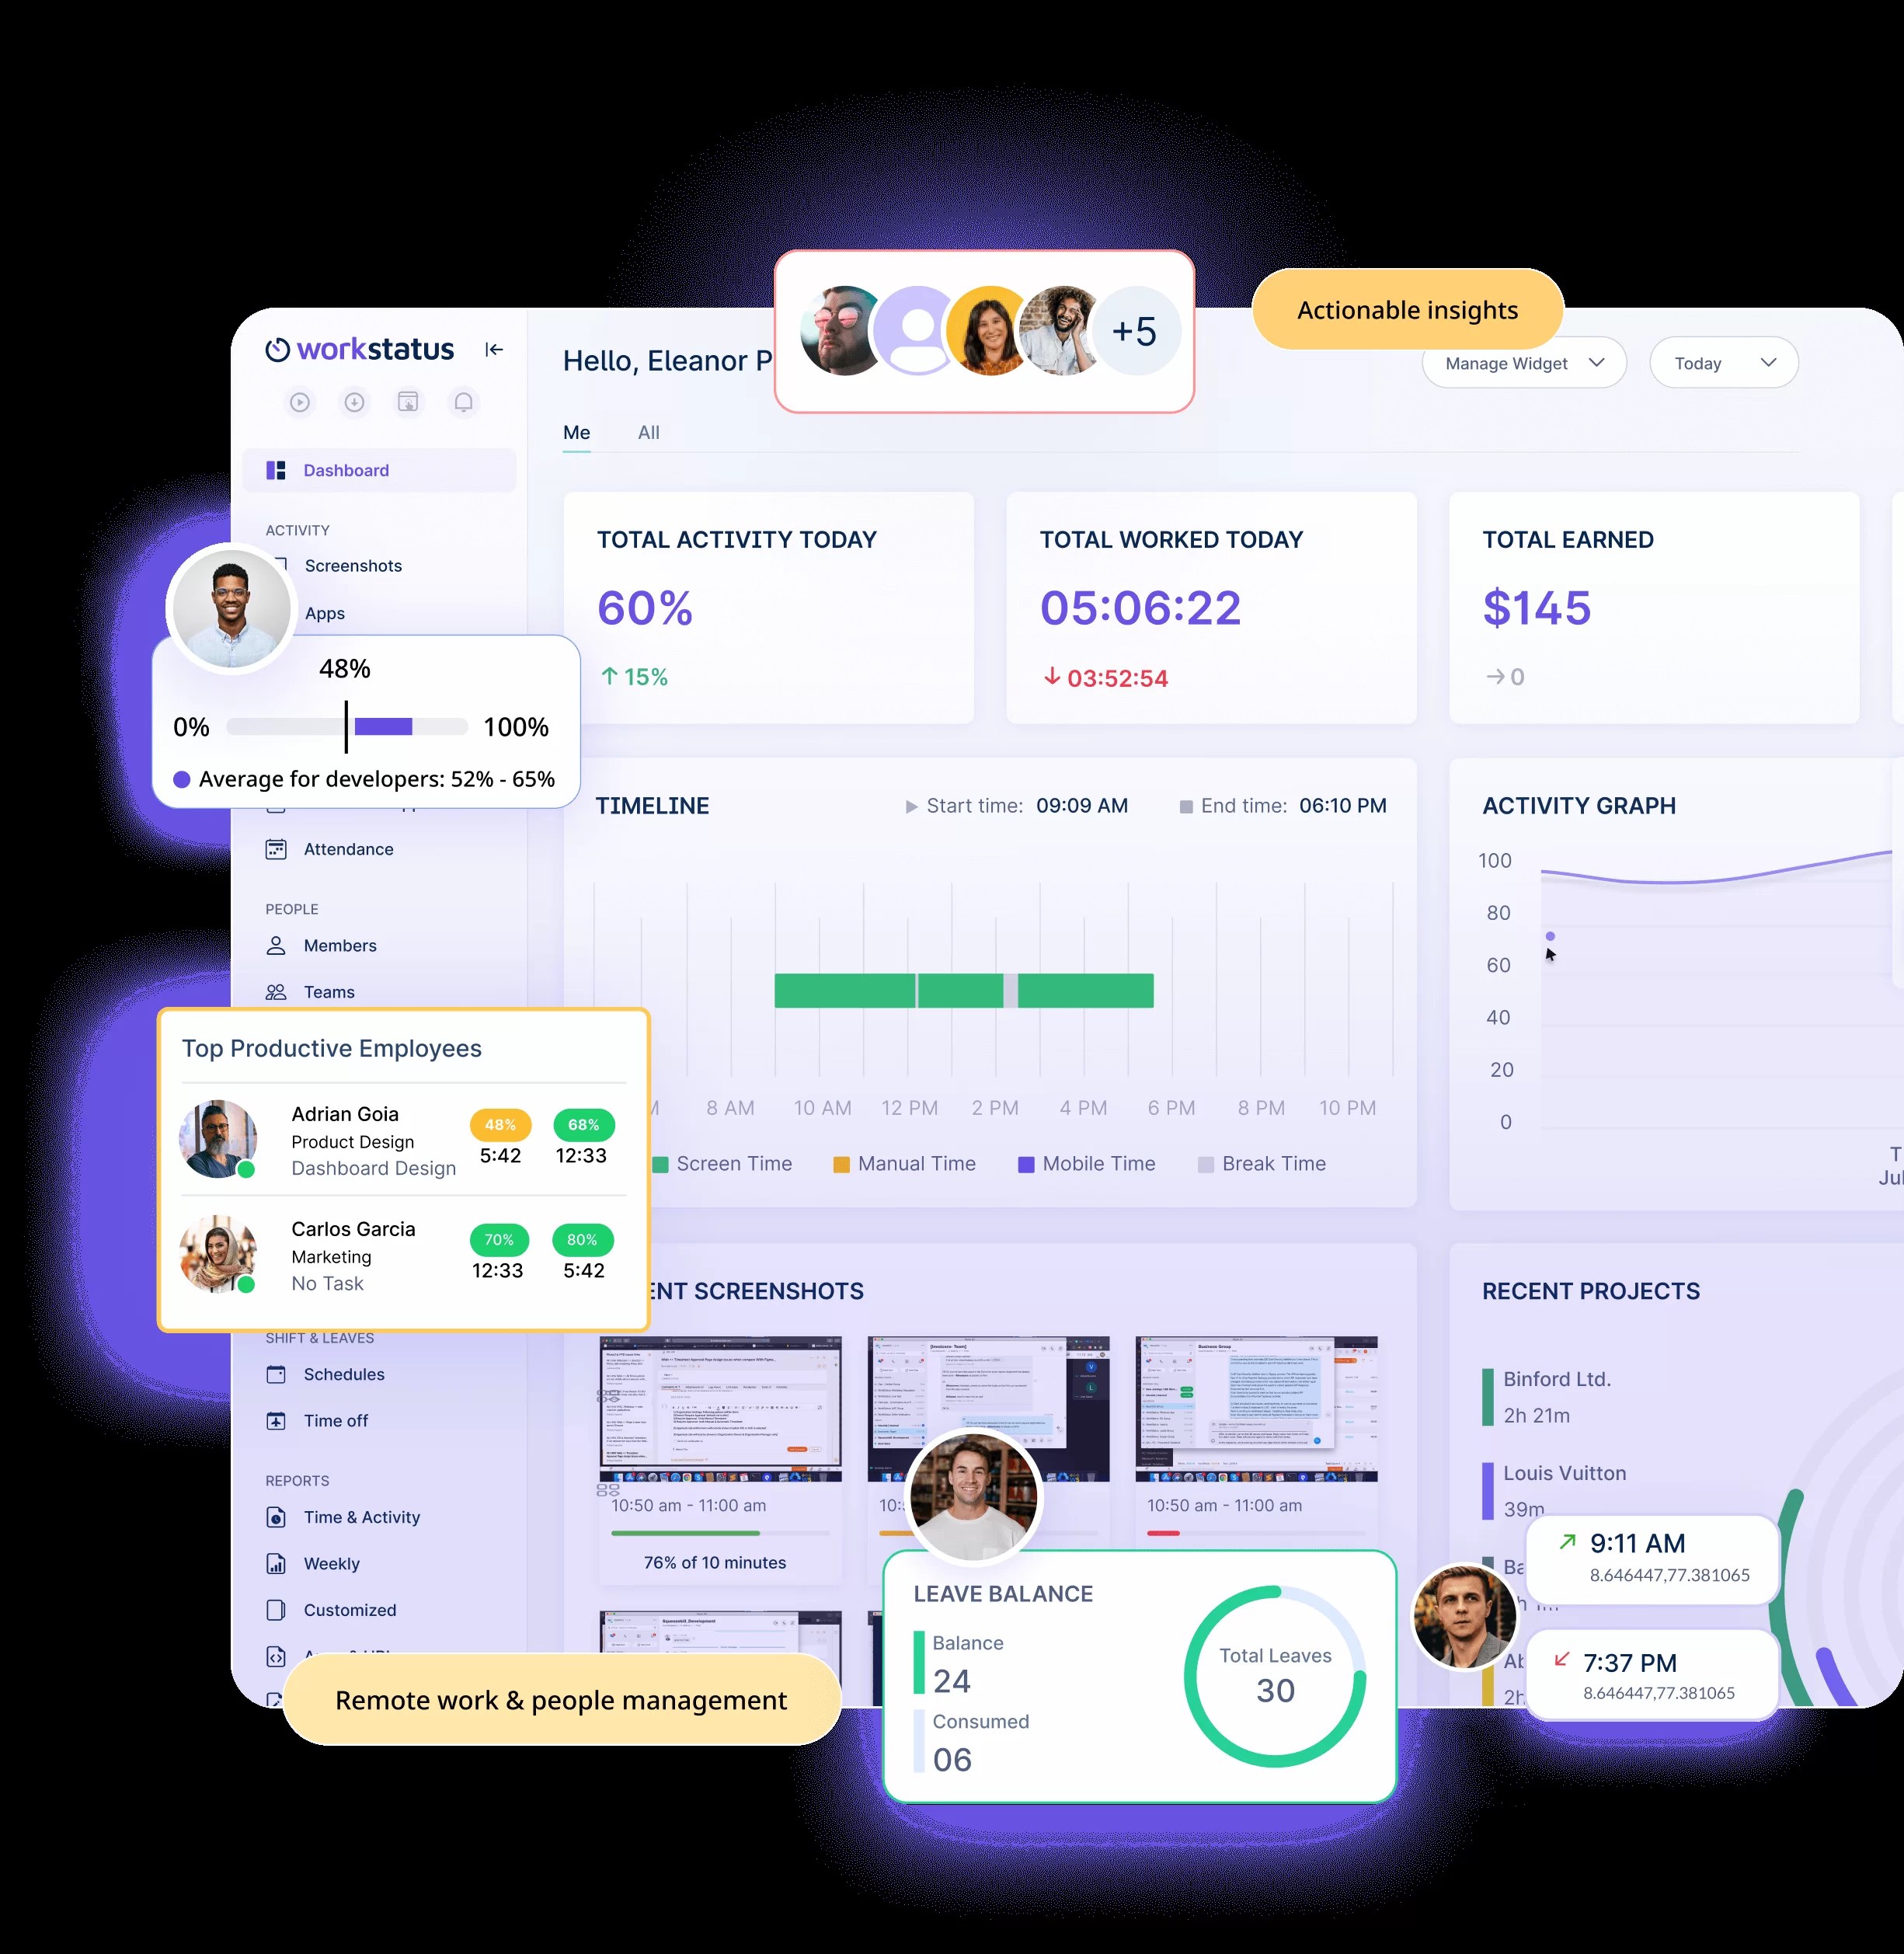 +5
Actionable insights
workstatus
Hello, Eleanor P
Manage Widget
Today
Me
All
Dashboard
ACTIVITY
Screenshots
Apps
48%
0%
100%
Average for developers: 52% - 65%
Attendance
PEOPLE
Members
Teams
TOTAL ACTIVITY TODAY
60%
15%
TOTAL WORKED TODAY
05:06:22
03:52:54
TOTAL EARNED
$145
0
TIMELINE
Start time: 09:09 AM
End time: 06:10 PM
8 AM 10 AM 12 PM 2 PM 4 PM 6 PM 8 PM 10 PM
Screen Time Manual Time Mobile Time Break Time
ACTIVITY GRAPH
100
80
60
40
20
0
T
Jul
Top Productive Employees
Adrian Goia
Product Design
Dashboard Design
48% 68%
5:42 12:33
Carlos Garcia
Marketing
No Task
70% 80%
12:33 5:42
SHIFT & LEAVES
Schedules
Time off
REPORTS
Time & Activity
Weekly
Customized
Remote work & people management
ENT SCREENSHOTS
10:50 am - 11:00 am
76% of 10 minutes
10:
10:50 am - 11:00 am
LEAVE BALANCE
Balance
24
Consumed
06
Total Leaves
30
RECENT PROJECTS
Binford Ltd.
2h 21m
Louis Vuitton
39m
Ba
9:11 AM
8.646447,77.381065
7:37 PM
8.646447,77.381065
2h